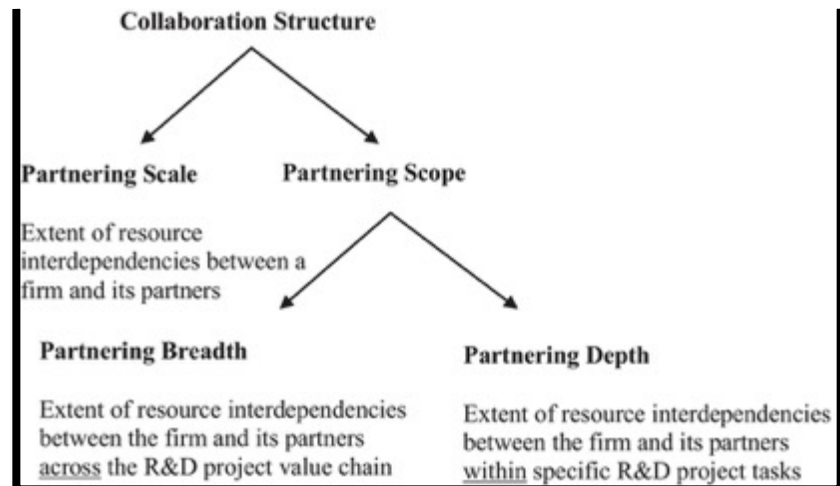 Collaboration Structure
Partnering Scale
Partnering Scope
Extent of resource
interdependencies between a
firm and its partners
Partnering Breadth
Extent of resource interdependencies
between the firm and its partners
across the R&D project value chain
Partnering Depth
Extent of resource interdependencies
between the firm and its partners
within specific R&D project tasks